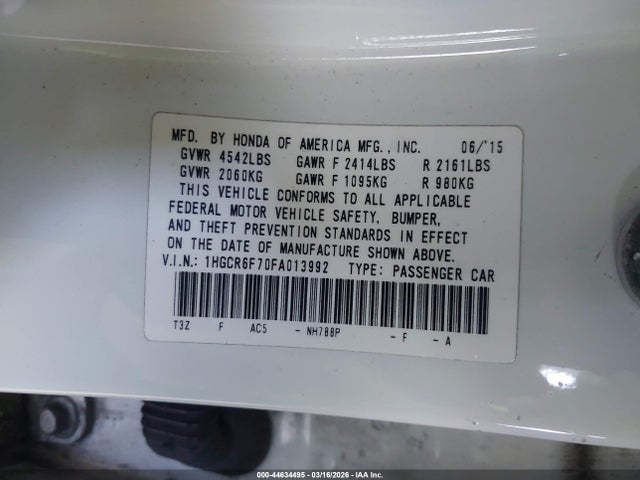 MFD. BY HONDA OF AMERICA MFG., INC. 06/'15
GVWR 4542LBS GAWR F 2414LBS R 2161LBS
GVWR 2060KG GAWR F 1095KG R 980KG
THIS VEHICLE CONFORMS TO ALL APPLICABLE
FEDERAL MOTOR VEHICLE SAFETY, BUMPER,
AND THEFT PREVENTION STANDARDS IN EFFECT
ON THE DATE OF MANUFACTURE SHOWN ABOVE.
V.I.N.: 1HGCR6F70FA013992 TYPE: PASSENGER CAR
T3Z F AC5 - NH788P - F - A
000-44634495 - 03/16/2026 - IAA Inc.